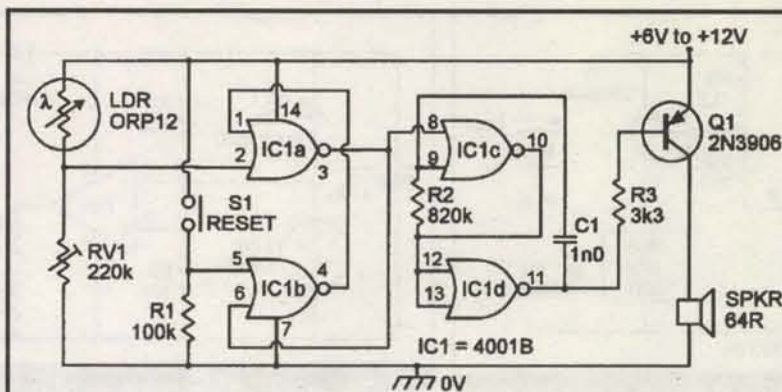 +6V to +12V
λ
LDR
ORP12
1
14
2
IC1a
3
8
9
IC1c
10
Q1
2N3906
S1
RESET
R2
820k
C1
1n0
R3
3k3
RV1
220k
5
6
IC1b
4
7
12
13
IC1d
11
R1
100k
SPKR
64R
IC1 = 4001B
0V